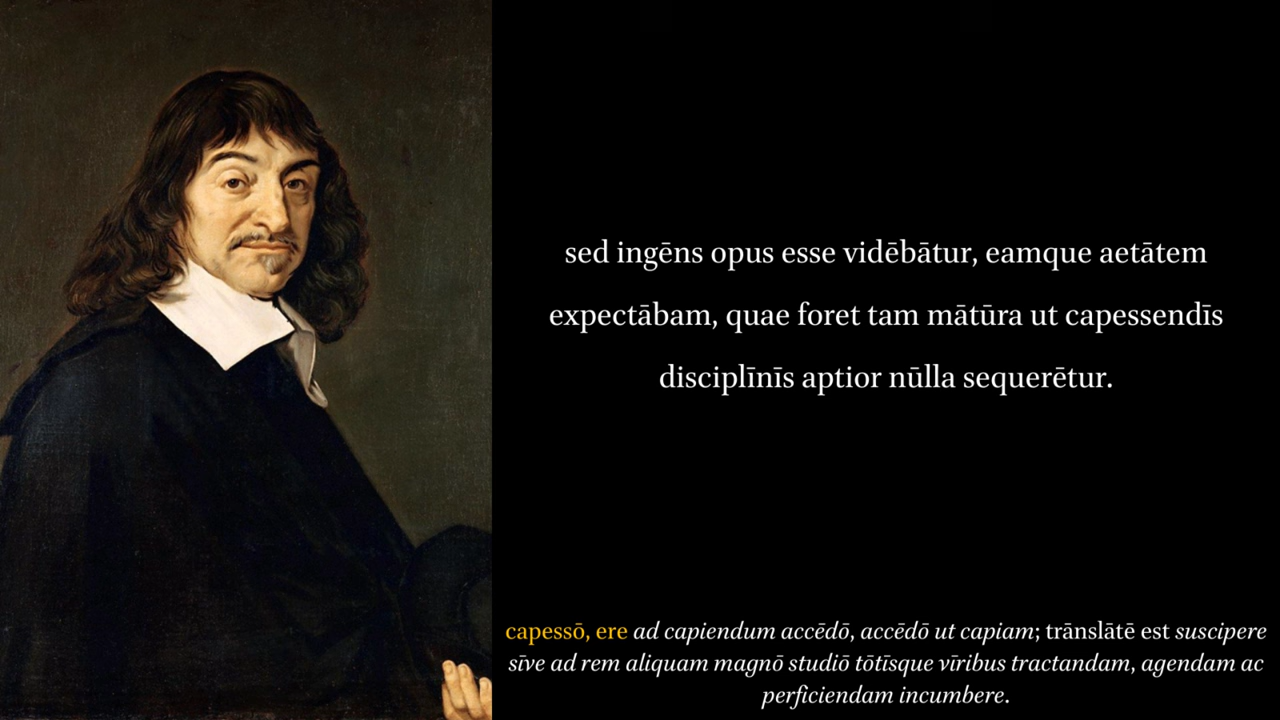 sed ingēns opus esse vidēbātur, eamque aetātem
expectābam, quae foret tam mātūra ut capessendīs
disciplīnīs aptior nūlla sequerētur.
capessō, ere ad capiendum accēdō, accēdō ut capiam; trānslātē est suscipere
sīve ad rem aliquam magnō studiō tōtīsque vīribus tractandam, agendam ac
perficiendam incumbere.